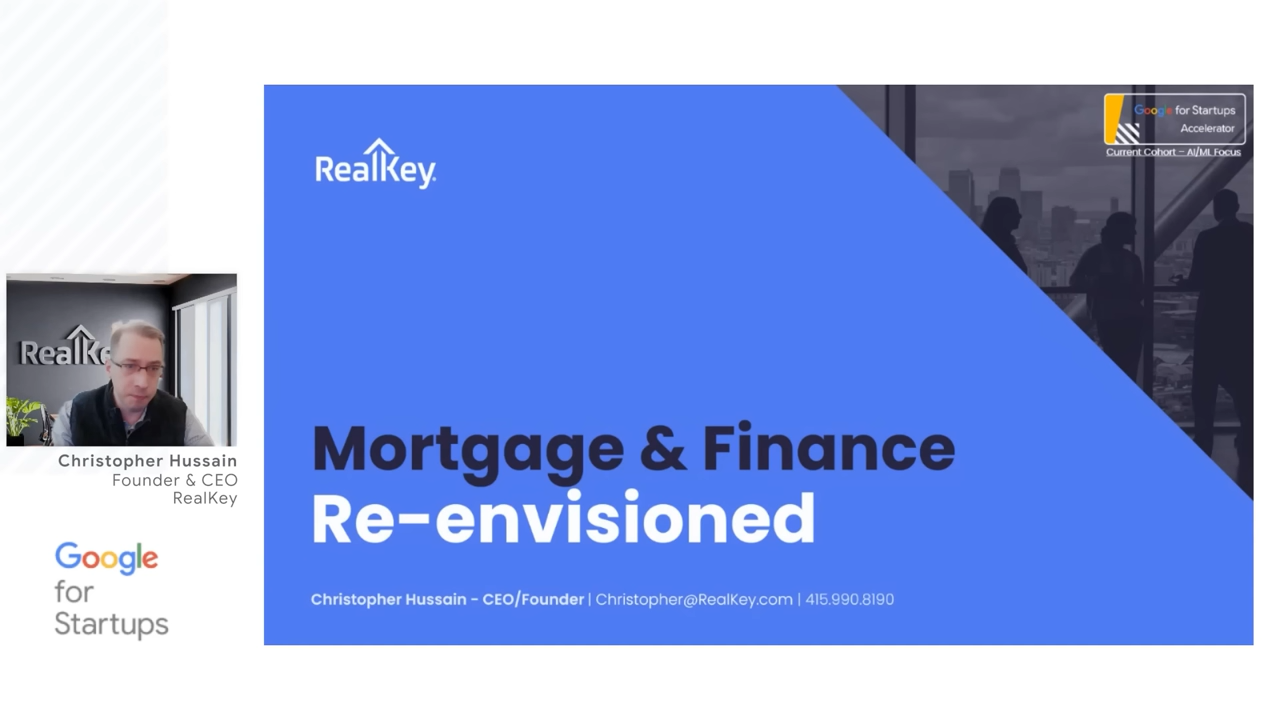 RealKey
Google for Startups
Accelerator
Current Cohort – AI/ML Focus
RealKe
Christopher Hussain
Founder & CEO
RealKey
Google
for
Startups
Mortgage & Finance
Re-envisioned
Christopher Hussain - CEO/Founder | Christopher@RealKey.com | 415.990.8190